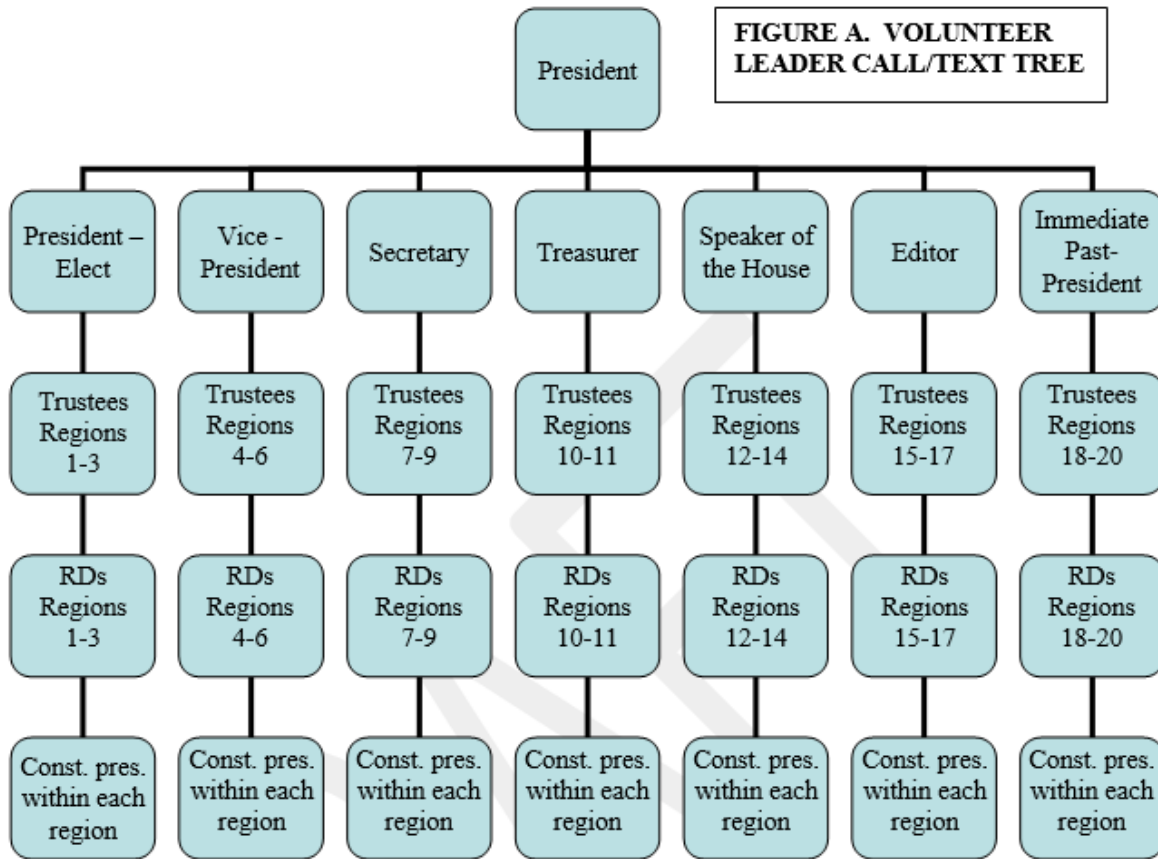 FIGURE A. VOLUNTEER
LEADER CALL/TEXT TREE
President
President –
Elect
Vice -
President
Secretary
Treasurer
Speaker of
the House
Editor
Immediate
Past-
President
Trustees
Regions
1-3
Trustees
Regions
4-6
Trustees
Regions
7-9
Trustees
Regions
10-11
Trustees
Regions
12-14
Trustees
Regions
15-17
Trustees
Regions
18-20
RDs
Regions
1-3
RDs
Regions
4-6
RDs
Regions
7-9
RDs
Regions
10-11
RDs
Regions
12-14
RDs
Regions
15-17
RDs
Regions
18-20
Const. pres.
within each
region
Const. pres.
within each
region
Const. pres.
within each
region
Const. pres.
within each
region
Const. pres.
within each
region
Const. pres.
within each
region
Const. pres.
within each
region